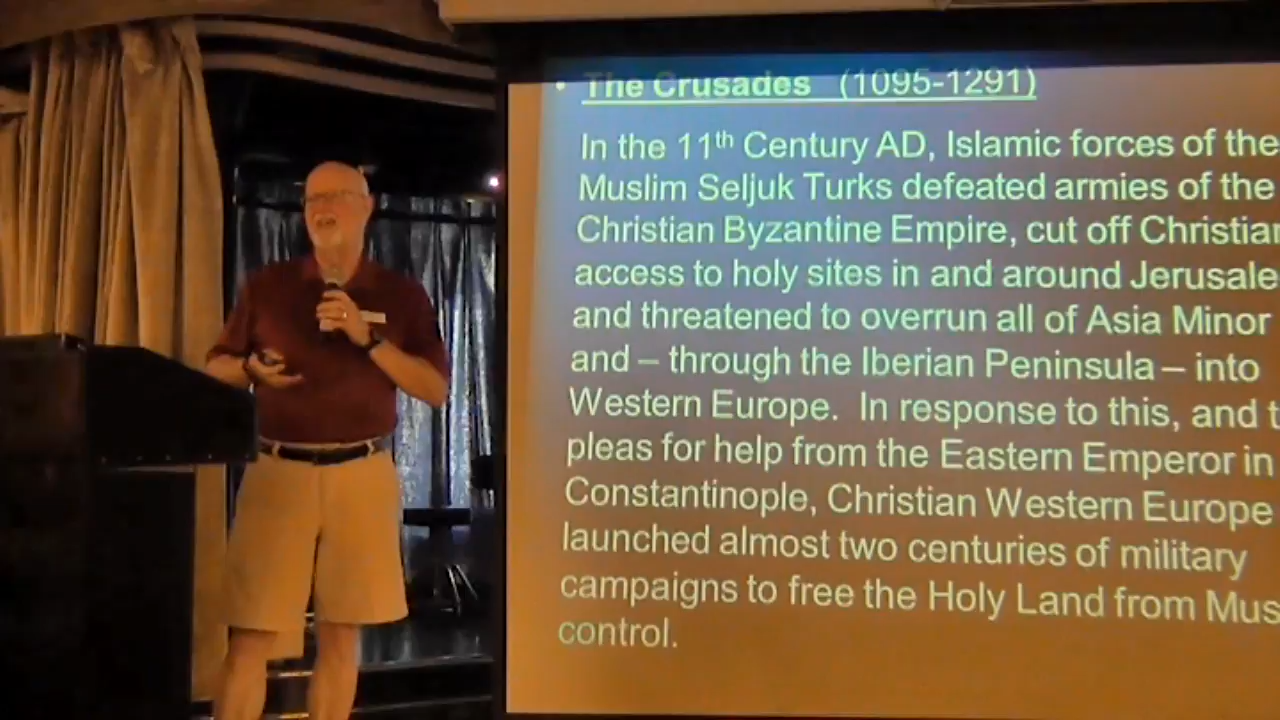 • The Crusades (1095-1291)
In the 11th Century AD, Islamic forces of the
Muslim Seljuk Turks defeated armies of the
Christian Byzantine Empire, cut off Christian
access to holy sites in and around Jerusale
and threatened to overrun all of Asia Minor
and – through the Iberian Peninsula – into
Western Europe. In response to this, and t
pleas for help from the Eastern Emperor in
Constantinople, Christian Western Europe
launched almost two centuries of military
campaigns to free the Holy Land from Mus
control.